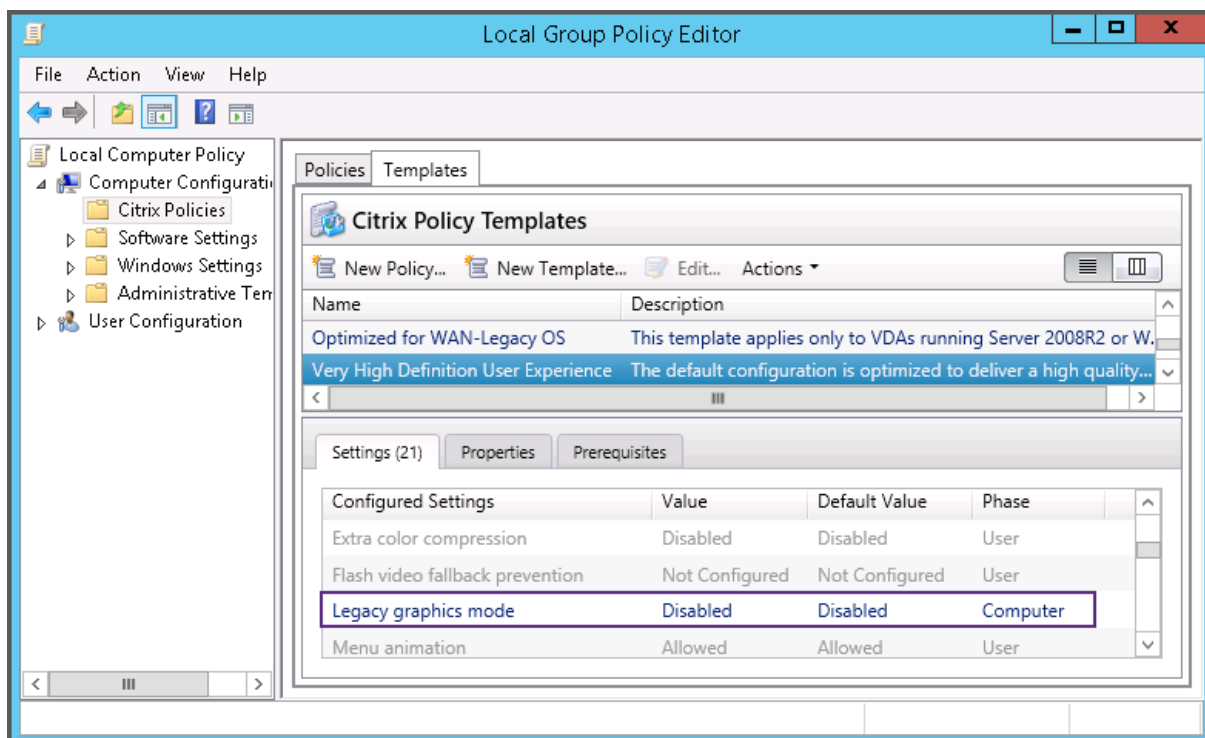 Local Group Policy Editor
File Action View Help
Local Computer Policy
Computer Configurati
Citrix Policies
Software Settings
Windows Settings
Administrative Tem
User Configuration
Policies Templates
Citrix Policy Templates
New Policy... New Template... Edit... Actions
Name Description
Optimized for WAN-Legacy OS This template applies only to VDAs running Server 2008R2 or W.
Very High Definition User Experience The default configuration is optimized to deliver a high quality...
Settings (21) Properties Prerequisites
Configured Settings Value Default Value Phase
Extra color compression Disabled Disabled User
Flash video fallback prevention Not Configured Not Configured User
Legacy graphics mode Disabled Disabled Computer
Menu animation Allowed Allowed User